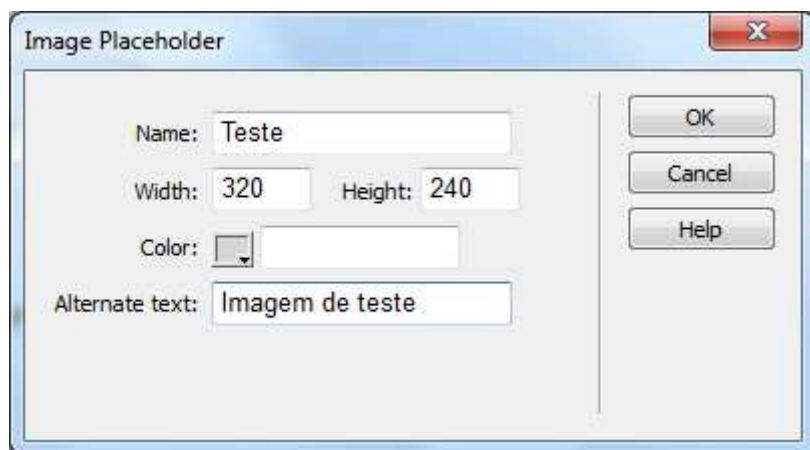 Image Placeholder
Name: Teste
OK
Width: 320 Height: 240
Cancel
Color:
Help
Alternate text: Imagem de teste